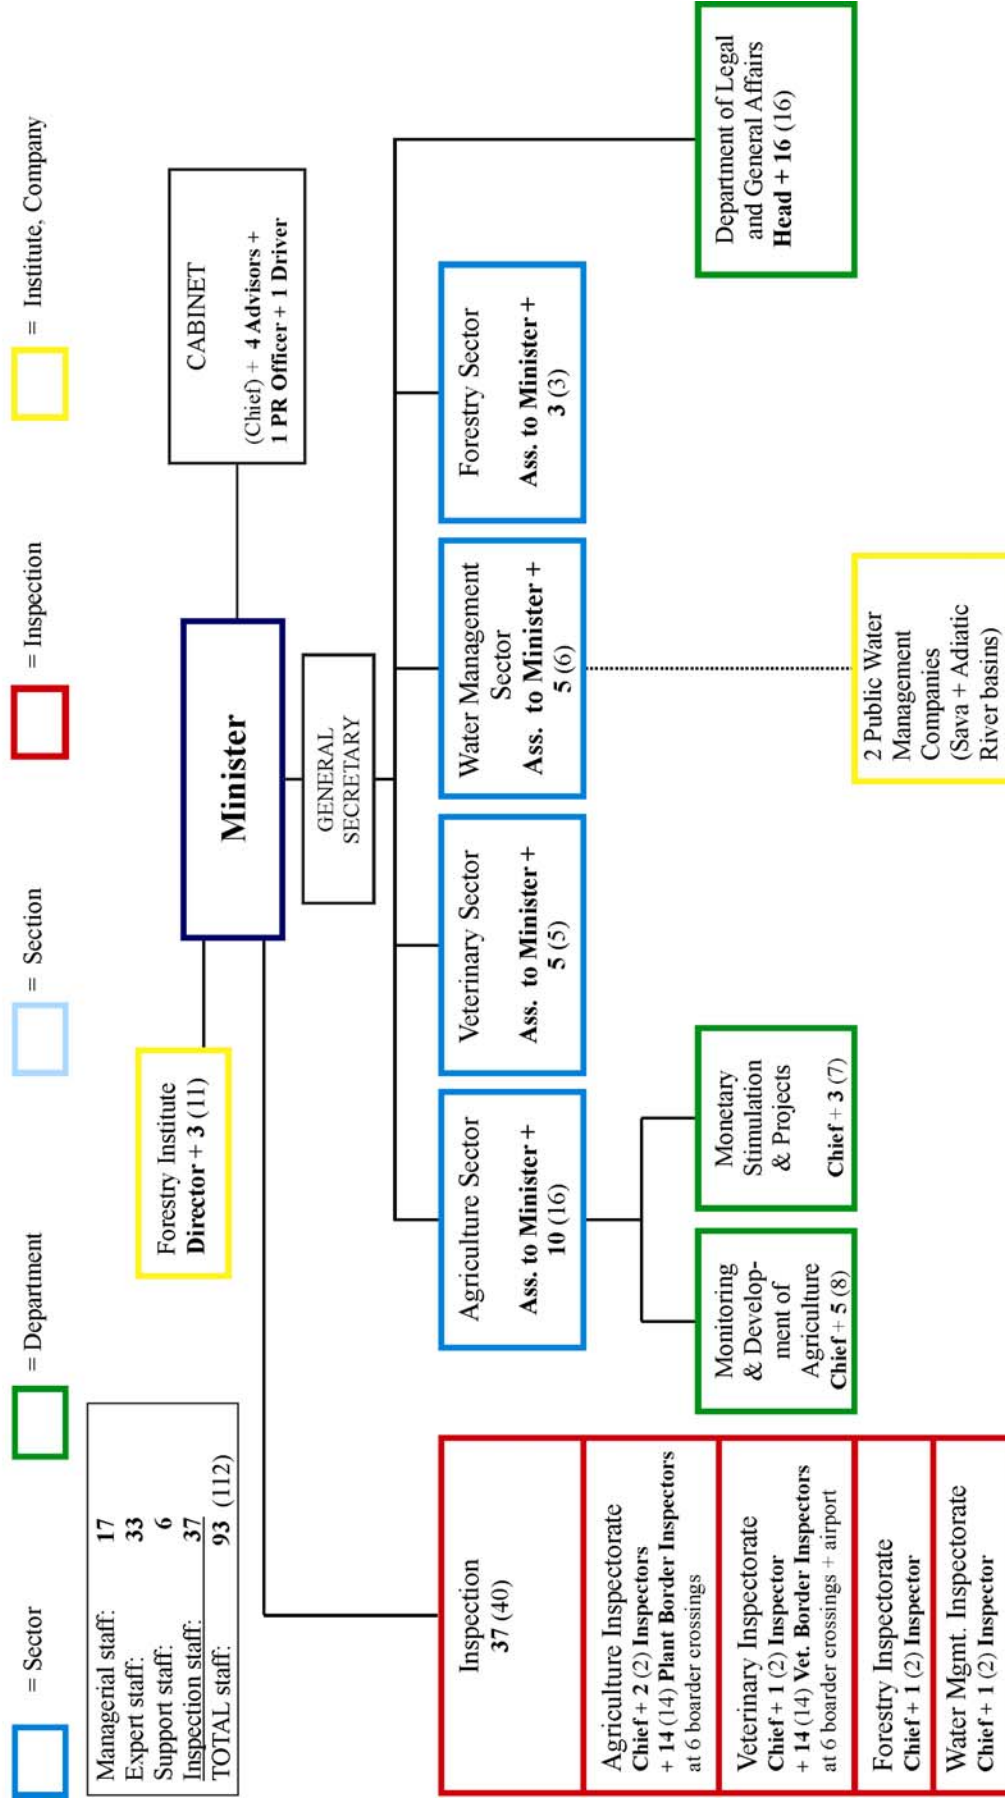 = Sector
= Department
= Section
= Inspection
= Institute, Company
Managerial staff: 17
Expert staff: 33
Support staff: 6
Inspection staff: 37
TOTAL staff: 93 (112)
Forestry Institute
Director + 3 (11)
Minister
CABINET
(Chief) + 4 Advisors +
1 PR Officer + 1 Driver
GENERAL
SECRETARY
Inspection
37 (40)
Agriculture Inspectorate
Chief + 2 (2) Inspectors
+ 14 (14) Plant Border Inspectors
at 6 boarder crossings
Veterinary Inspectorate
Chief + 1 (2) Inspector
+ 14 (14) Vet. Border Inspectors
at 6 boarder crossings + airport
Forestry Inspectorate
Chief + 1 (2) Inspector
Water Mgmt. Inspectorate
Chief + 1 (2) Inspector
Agriculture Sector
Ass. to Minister +
10 (16)
Monitoring
& Develop-
ment of
Agriculture
Chief + 5 (8)
Monetary
Stimulation
& Projects
Chief + 3 (7)
Veterinary Sector
Ass. to Minister +
5 (5)
Water Management
Sector
Ass. to Minister +
5 (6)
2 Public Water
Management
Companies
(Sava + Adiatic
River basins)
Forestry Sector
Ass. to Minister +
3 (3)
Department of Legal
and General Affairs
Head + 16 (16)